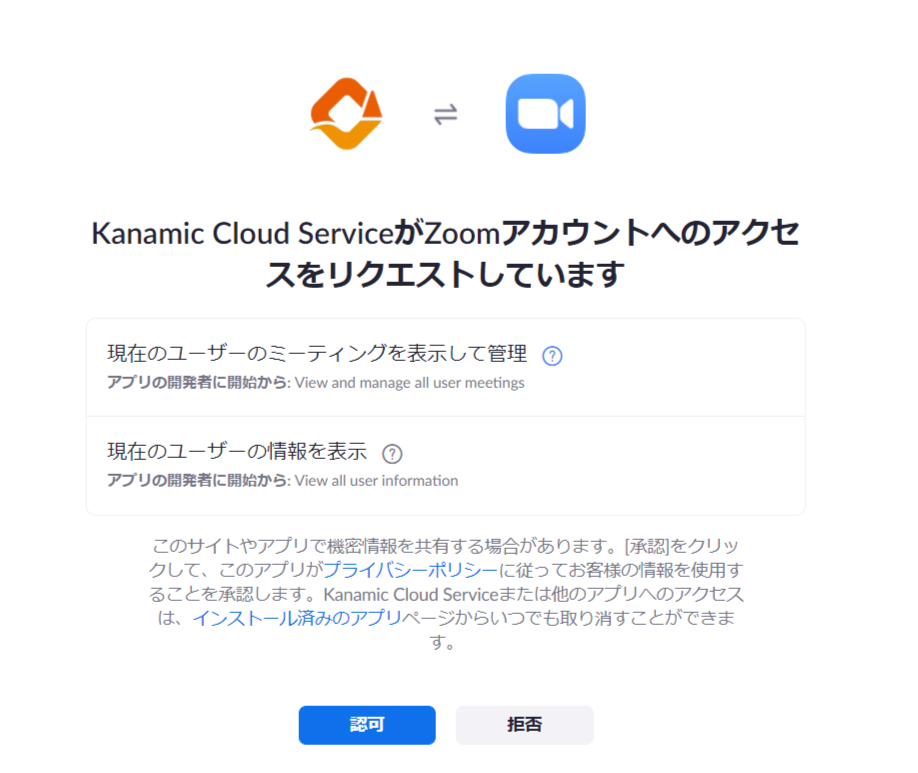 Kanamic Cloud ServiceがZoomアカウントへのアクセ
スをリクエストしています
現在のユーザーのミーティングを表示して管理 ?
アプリの開発者に開始から: View and manage all user meetings
現在のユーザーの情報を表示 ?
アプリの開発者に開始から: View all user information
このサイトやアプリで機密情報を共有する場合があります。[承認]をクリッ
クして、このアプリがプライバシーポリシーに従ってお客様の情報を使用す
ることを承認します。Kanamic Cloud Serviceまたは他のアプリへのアクセス
は、インストール済みのアプリページからいつでも取り消すことができま
す。
認可
拒否